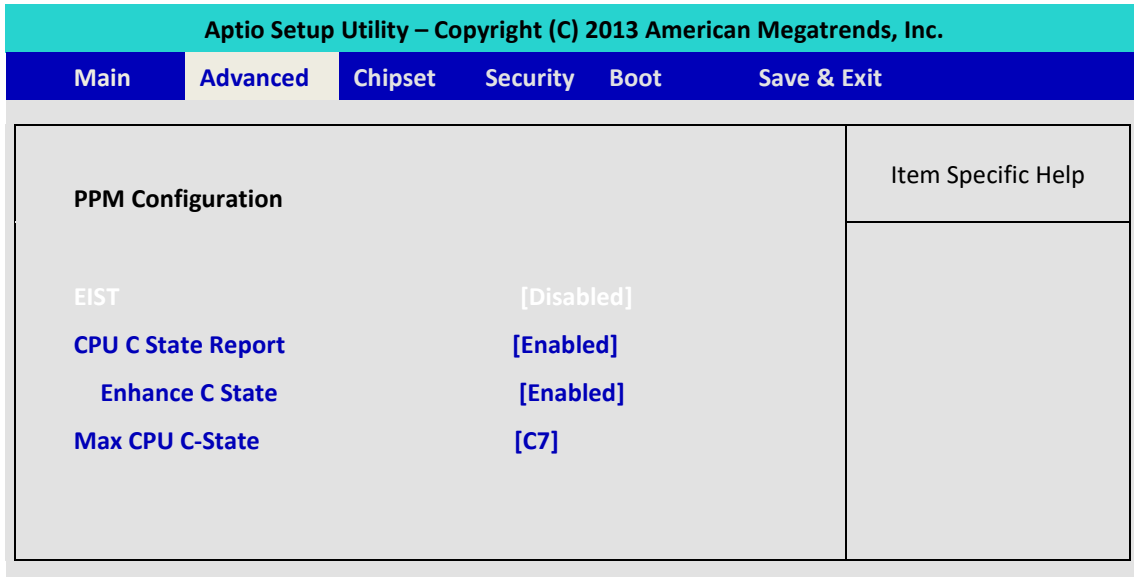 Aptio Setup Utility – Copyright (C) 2013 American Megatrends, Inc.
Main Advanced Chipset Security Boot Save & Exit
PPM Configuration
Item Specific Help
EIST [Disabled]
CPU C State Report [Enabled]
Enhance C State [Enabled]
Max CPU C-State [C7]